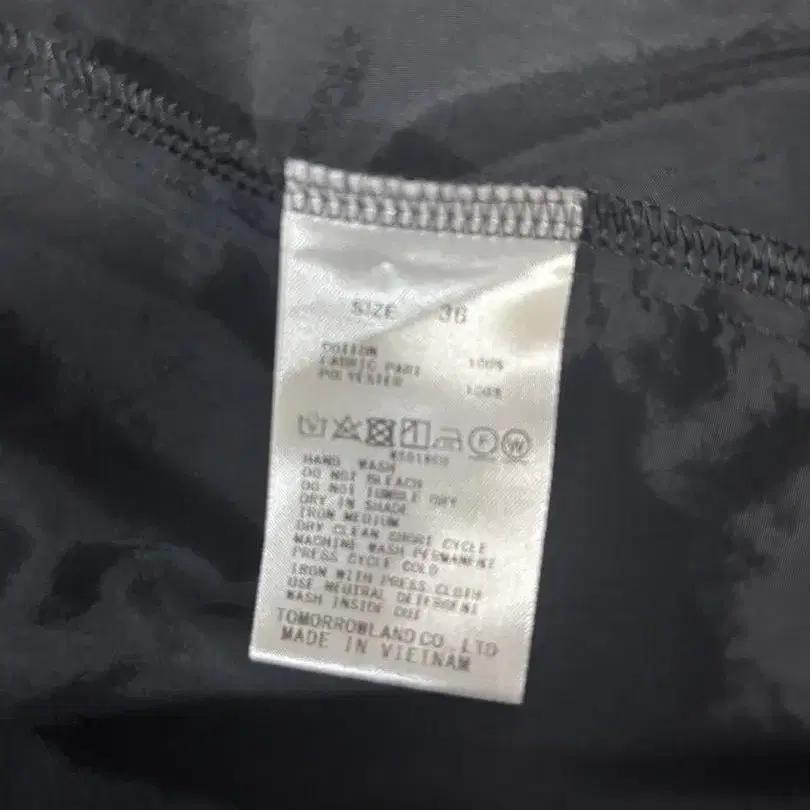 SIZE 36
COTTON 100%
FABRIC PART
POLYESTER 100%
F W
HAND WASH
DO NOT BLEACH
DO NOT TUMBLE DRY
DRY IN SHADE
IRON MEDIUM
DRY CLEAN SHORT CYCLE
MACHINE WASH PERMANENT
PRESS CYCLE COLD
IRON WITH PRESS CLOTH
USE NEUTRAL DETERGENT
WASH INSIDE OUT
TOMORROWLAND CO.,LTD
MADE IN VIETNAM